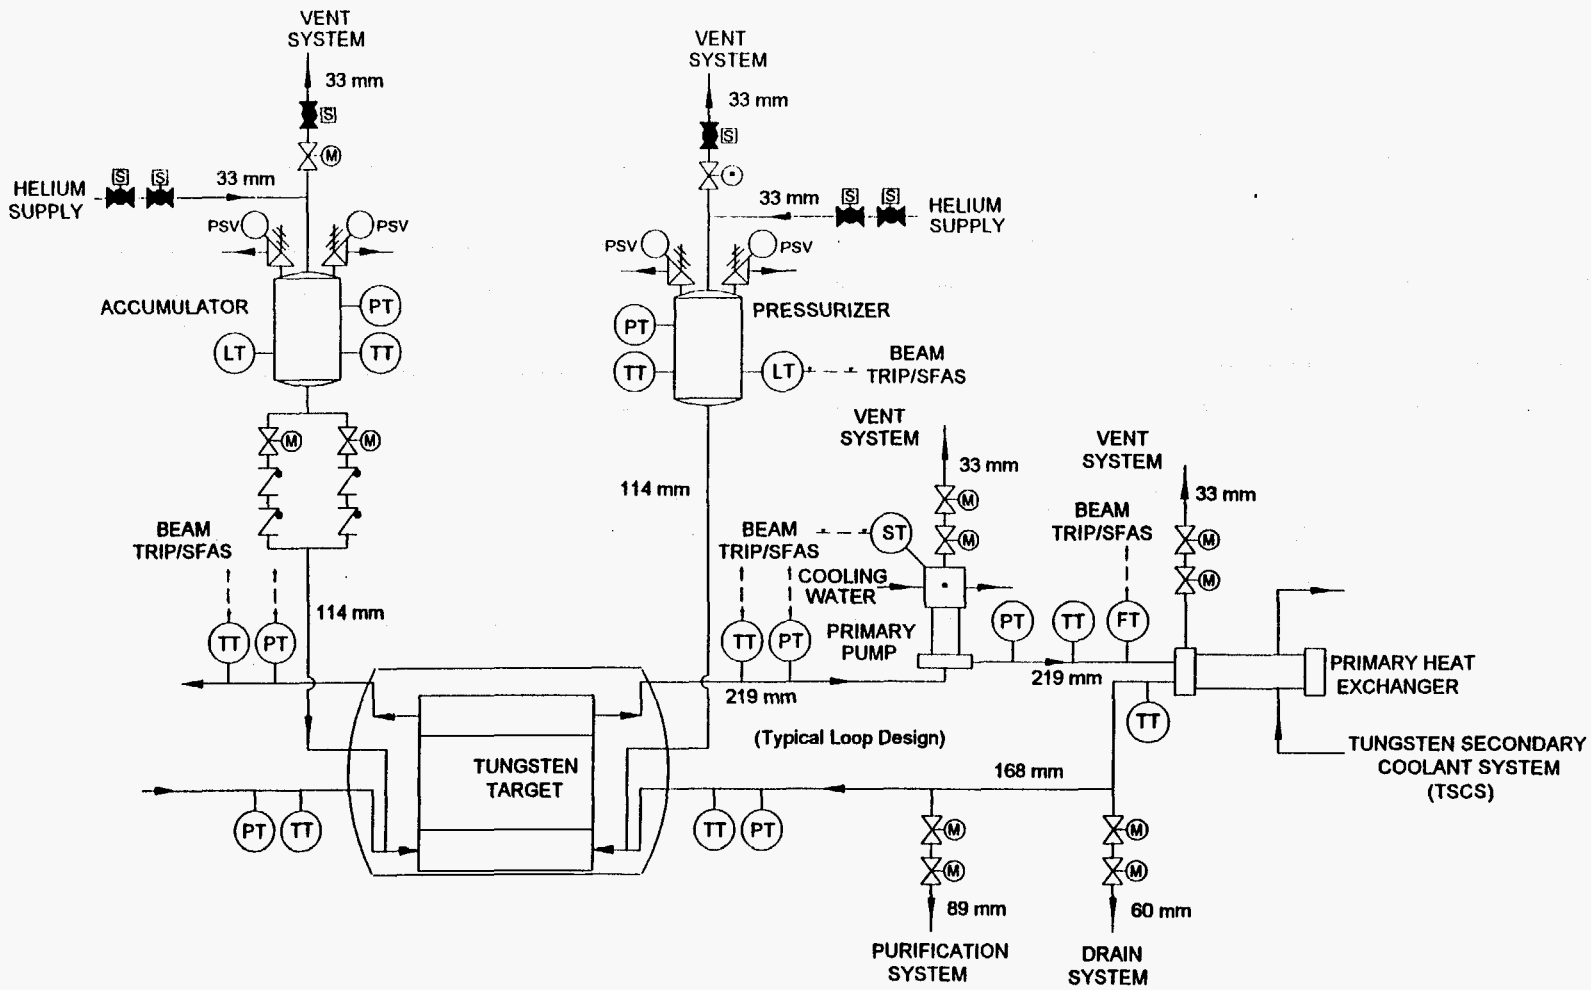 VENT
SYSTEM
33 mm
S
M
S
S
33 mm
HELIUM
SUPPLY
PSV
PSV
ACCUMULATOR
PT
LT
TT
M
M
BEAM
TRIP/SFAS
114 mm
TT
PT
PT
TT
VENT
SYSTEM
33 mm
S
33 mm
S
S
HELIUM
SUPPLY
PSV
PSV
PRESSURIZER
PT
TT
LT
BEAM
TRIP/SFAS
114 mm
VENT
SYSTEM
33 mm
M
M
BEAM
TRIP/SFAS
ST
COOLING
WATER
PRIMARY
PUMP
TT
PT
219 mm
VENT
SYSTEM
33 mm
M
M
BEAM
TRIP/SFAS
PT
TT
FT
219 mm
TT
PRIMARY HEAT
EXCHANGER
TUNGSTEN SECONDARY
COOLANT SYSTEM
(TSCS)
(Typical Loop Design)
TUNGSTEN
TARGET
168 mm
TT
PT
M
M
89 mm
PURIFICATION
SYSTEM
M
M
60 mm
DRAIN
SYSTEM